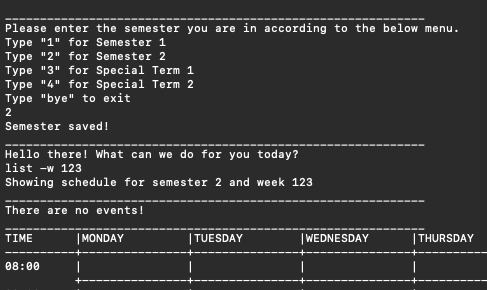 Please enter the semester you are in according to the below menu.
Type "1" for Semester 1
Type "2" for Semester 2
Type "3" for Special Term 1
Type "4" for Special Term 2
Type "bye" to exit
2
Semester saved!
Hello there! What can we do for you today?
list -w 123
Showing schedule for semester 2 and week 123
There are no events!
TIME |MONDAY |TUESDAY |WEDNESDAY |THURSDAY
08:00